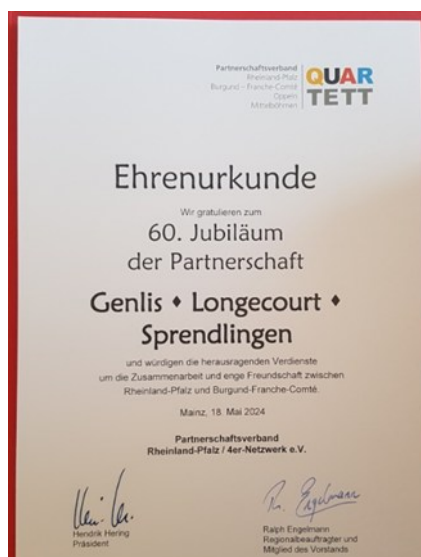 Partnerschaftsverband
Rheinland-Pfalz
Burgund - Franche-Comté
Oppeln
Mittelböhmen
QUAR
TETT
Ehrenurkunde
Wir gratulieren zum
60. Jubiläum
der Partnerschaft
Genlis ♦ Longecourt ♦
Sprendlingen
und würdigen die herausragenden Verdienste
um die Zusammenarbeit und enge Freundschaft zwischen
Rheinland-Pfalz und Burgund-Franche-Comté.
Mainz, 18. Mai 2024
Partnerschaftsverband
Rheinland-Pfalz / 4er-Netzwerk e.V.
Hendrik Hering
Präsident
R. Engelmann
Ralph Engelmann
Regionalbeauftragter und
Mitglied des Vorstands